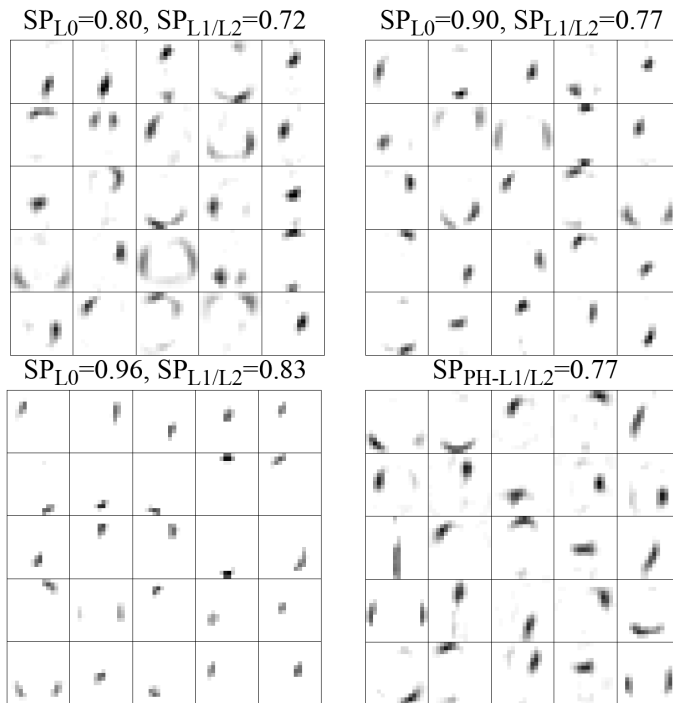 SP_L0=0.80, SP_L1/L2=0.72
SP_L0=0.90, SP_L1/L2=0.77
SP_L0=0.96, SP_L1/L2=0.83
SP_PH-L1/L2=0.77